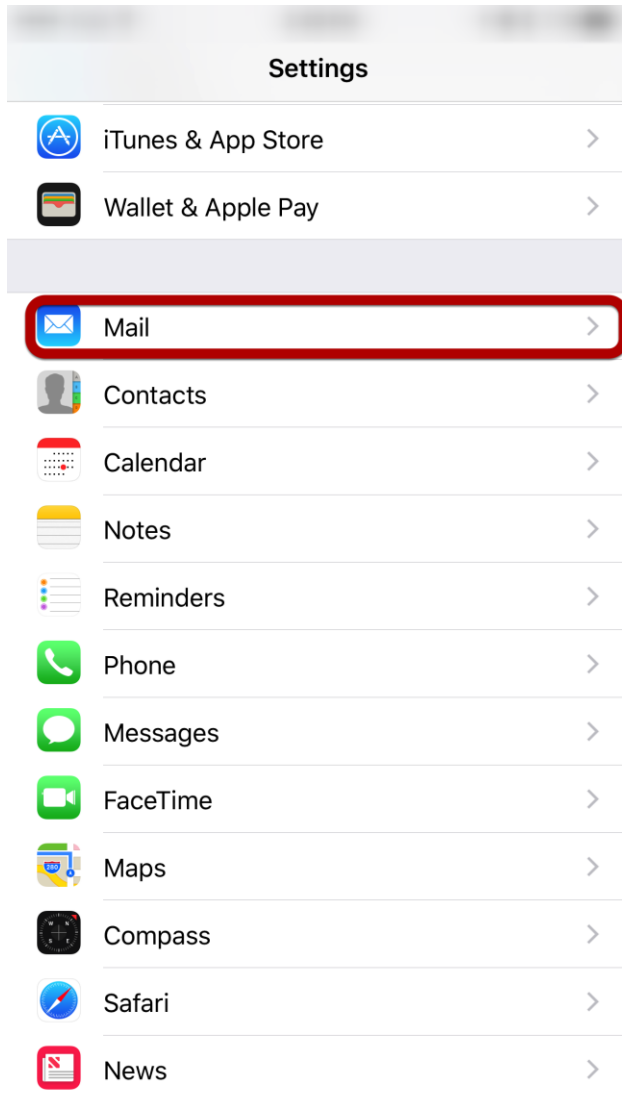 Settings
iTunes & App Store
Wallet & Apple Pay
Mail
Contacts
Calendar
Notes
Reminders
Phone
Messages
FaceTime
280
Maps
W N
S E
Compass
Safari
N
News